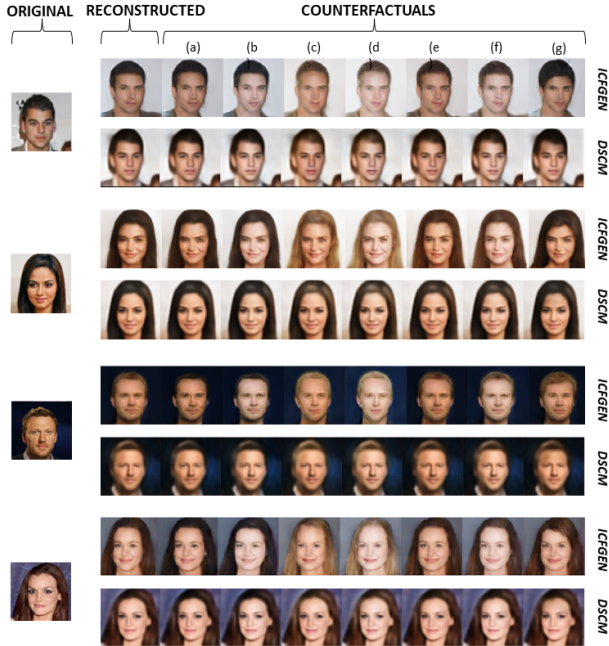 ORIGINAL RECONSTRUCTED COUNTERFACTUALS
(a) (b) (c) (d) (e) (f) (g)
ICFGEN
DSCM
ICFGEN
DSCM
ICFGEN
DSCM
ICFGEN
DSCM